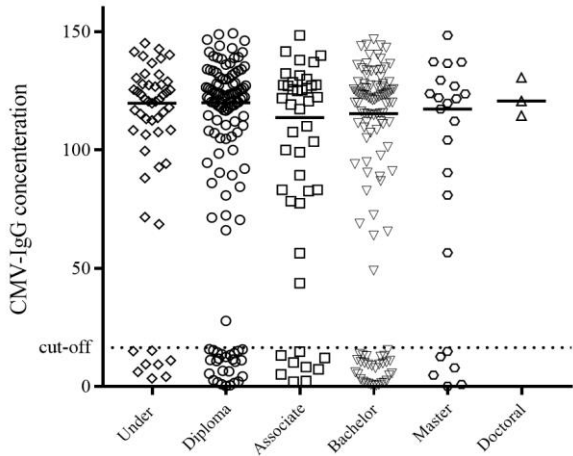 CMV-IgG concenteration
150
100
50
cut-off
0
Under
Diploma
Associate
Bachelor
Master
Doctoral